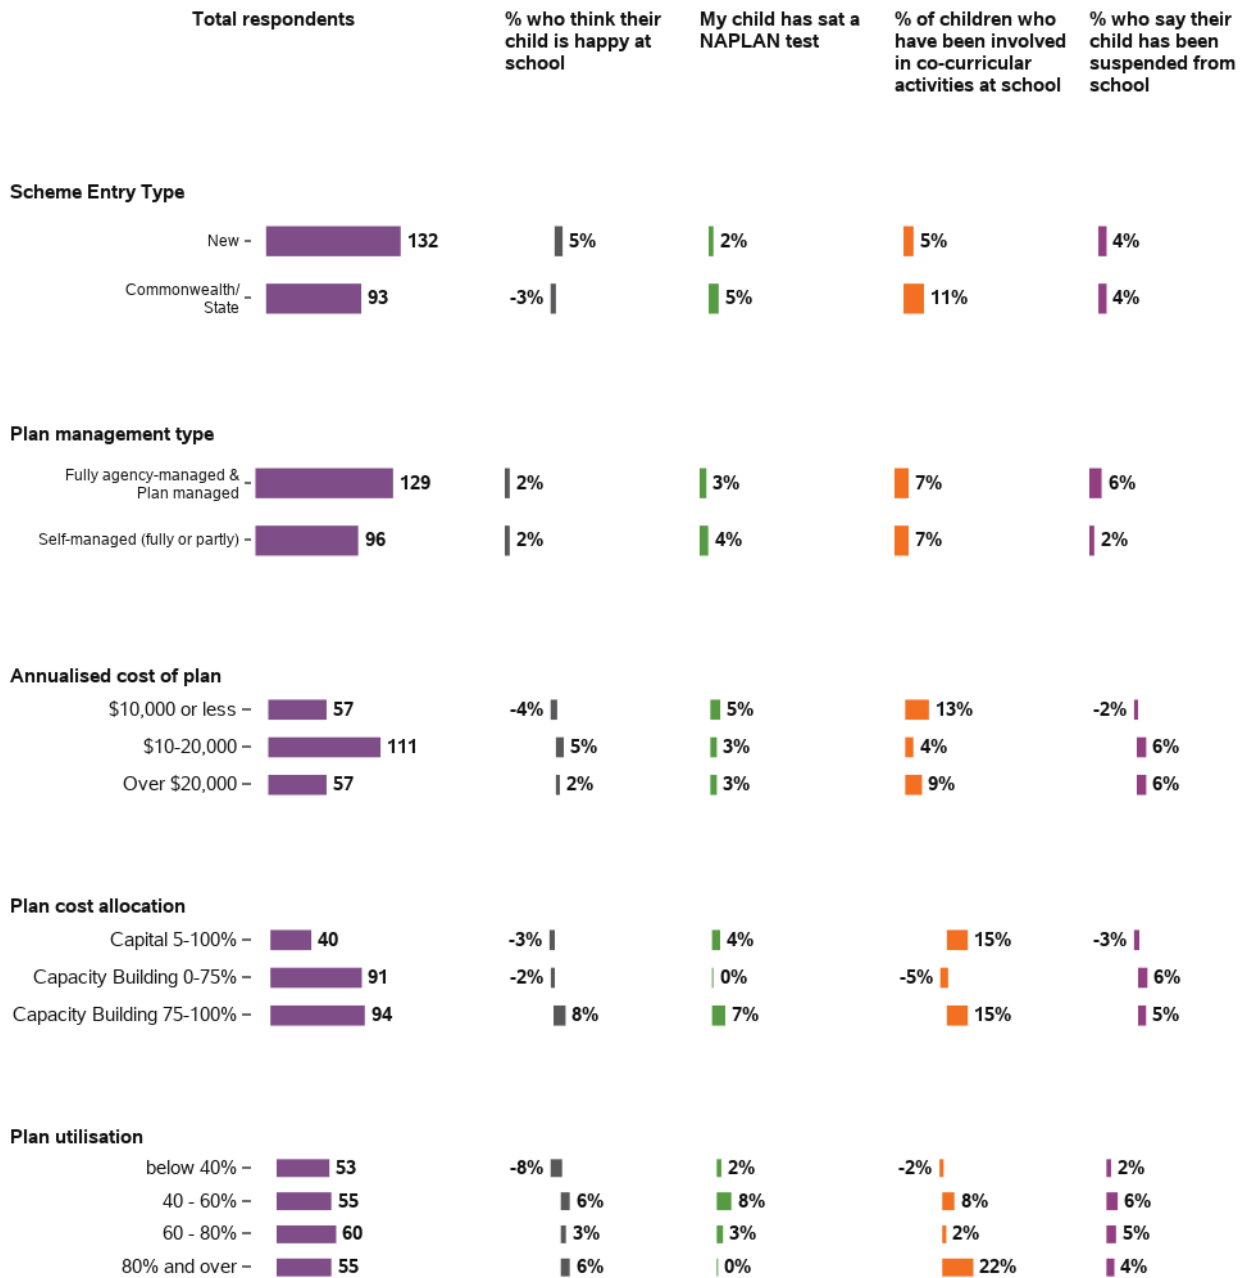 Total respondents
% who think their
child is happy at
school
My child has sat a
NAPLAN test
% of children who
have been involved
in co-curricular
activities at school
% who say their
child has been
suspended from
school
Scheme Entry Type
New 132 5% 2% 5% 4%
Commonwealth/
State 93 -3% 5% 11% 4%
Plan management type
Fully agency-managed &
Plan managed 129 2% 3% 7% 6%
Self-managed (fully or partly) 96 2% 4% 7% 2%
Annualised cost of plan
$10,000 or less 57 -4% 5% 13% -2%
$10-20,000 111 5% 3% 4% 6%
Over $20,000 57 2% 3% 9% 6%
Plan cost allocation
Capital 5-100% 40 -3% 4% 15% -3%
Capacity Building 0-75% 91 -2% 0% -5% 6%
Capacity Building 75-100% 94 8% 7% 15% 5%
Plan utilisation
below 40% 53 -8% 2% -2% 2%
40 - 60% 55 6% 8% 8% 6%
60 - 80% 60 3% 3% 2% 5%
80% and over 55 6% 0% 22% 4%